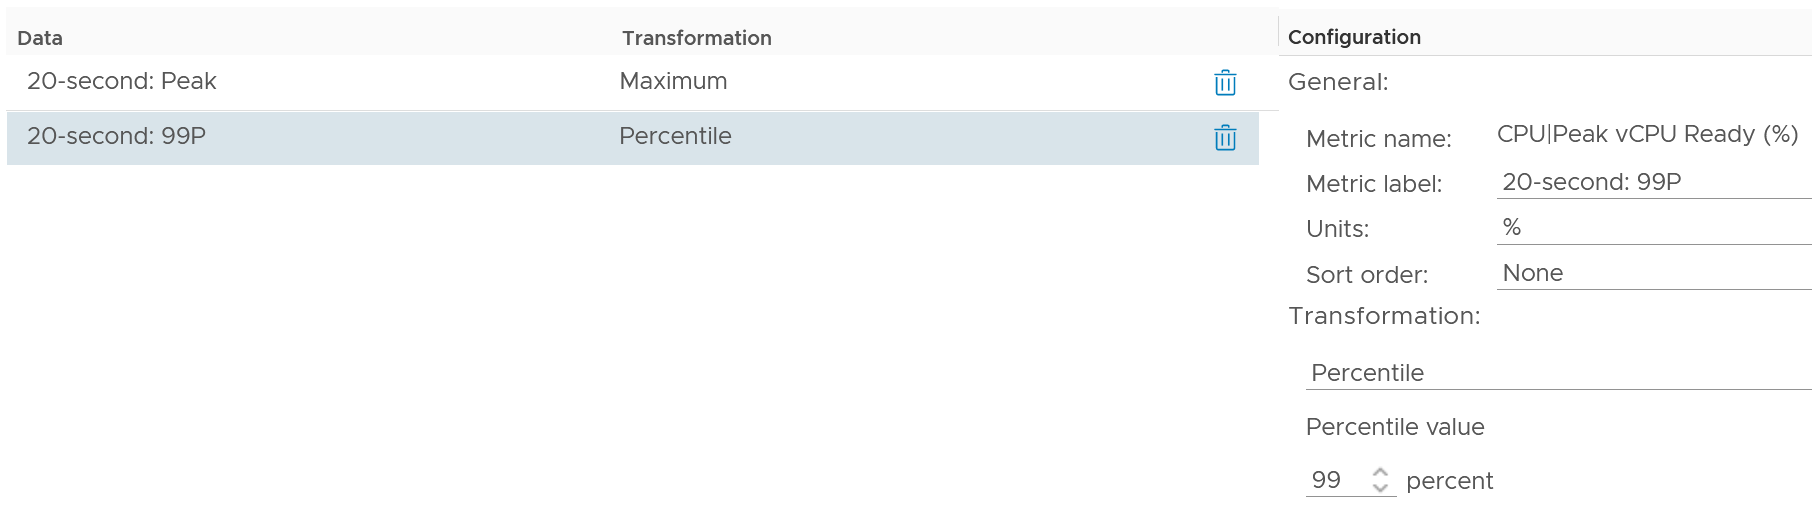 Data Transformation
20-second: Peak Maximum
20-second: 99P Percentile
Configuration
General:
Metric name: CPU|Peak vCPU Ready (%)
Metric label: 20-second: 99P
Units: %
Sort order: None
Transformation:
Percentile
Percentile value
99 percent